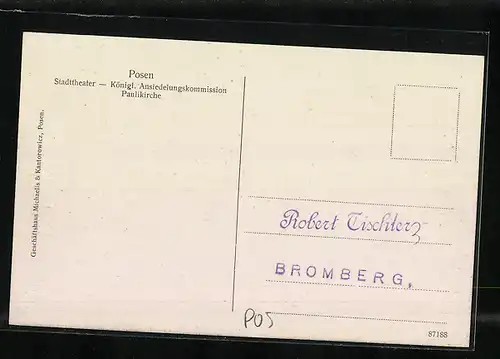 Posen
Stadttheater — Königl. Ansiedelungskommission
Paulikirche
Geschäftshaus Michaelis & Kantorowicz, Posen.
Robert Tischler
BROMBERG.
POS
87188